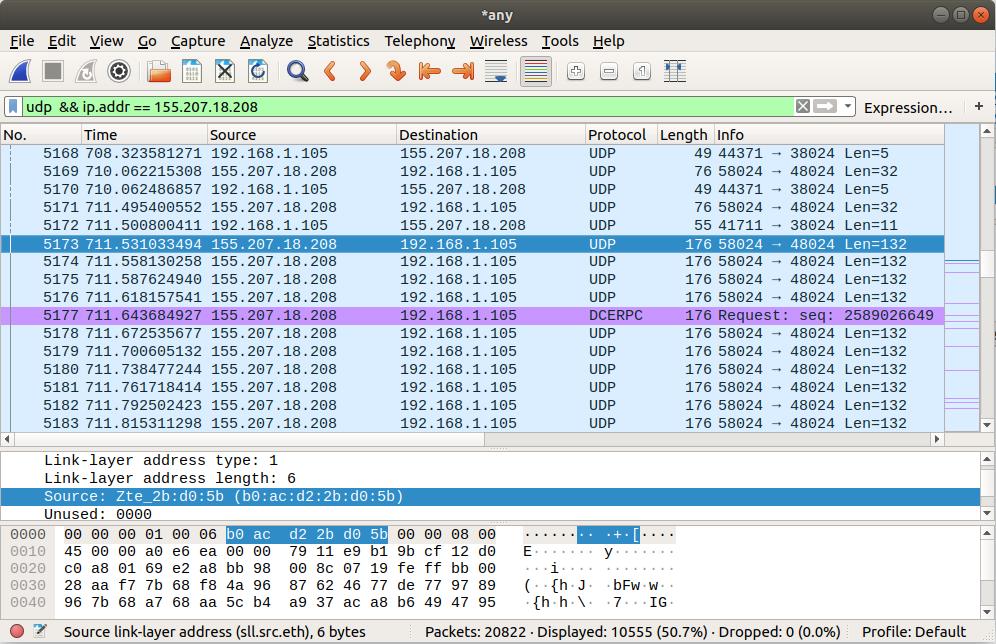 *any
File Edit View Go Capture Analyze Statistics Telephony Wireless Tools Help
udp && ip.addr == 155.207.18.208 Expression… +
No. Time Source Destination Protocol Length Info
5168 708.323581271 192.168.1.105 155.207.18.208 UDP 49 44371 → 38024 Len=5
5169 710.062215308 155.207.18.208 192.168.1.105 UDP 76 58024 → 48024 Len=32
5170 710.062486857 192.168.1.105 155.207.18.208 UDP 49 44371 → 38024 Len=5
5171 711.495400552 155.207.18.208 192.168.1.105 UDP 76 58024 → 48024 Len=32
5172 711.500800411 192.168.1.105 155.207.18.208 UDP 55 41711 → 38024 Len=11
5173 711.531033494 155.207.18.208 192.168.1.105 UDP 176 58024 → 48024 Len=132
5174 711.558130258 155.207.18.208 192.168.1.105 UDP 176 58024 → 48024 Len=132
5175 711.587624940 155.207.18.208 192.168.1.105 UDP 176 58024 → 48024 Len=132
5176 711.618157541 155.207.18.208 192.168.1.105 UDP 176 58024 → 48024 Len=132
5177 711.643684927 155.207.18.208 192.168.1.105 DCERPC 176 Request: seq: 2589026649
5178 711.672535677 155.207.18.208 192.168.1.105 UDP 176 58024 → 48024 Len=132
5179 711.700605132 155.207.18.208 192.168.1.105 UDP 176 58024 → 48024 Len=132
5180 711.738477244 155.207.18.208 192.168.1.105 UDP 176 58024 → 48024 Len=132
5181 711.761718414 155.207.18.208 192.168.1.105 UDP 176 58024 → 48024 Len=132
5182 711.792502423 155.207.18.208 192.168.1.105 UDP 176 58024 → 48024 Len=132
5183 711.815311298 155.207.18.208 192.168.1.105 UDP 176 58024 → 48024 Len=132
Link-layer address type: 1
Link-layer address length: 6
Source: Zte_2b:d0:5b (b0:ac:d2:2b:d0:5b)
Unused: 0000
0000 00 00 00 01 00 06 b0 ac d2 2b d0 5b 00 00 08 00 ········ ·+·[····
0010 45 00 00 a0 e6 ea 00 00 79 11 e9 b1 9b cf 12 d0 E······· y·······
0020 c0 a8 01 69 e2 a8 bb 98 00 8c 07 19 fe ff bb 00 ···i···· ········
0030 28 aa f7 7b 68 f8 4a 96 87 62 46 77 de 77 97 89 (··{h·J· ·bFw·w··
0040 96 7b 68 a7 68 aa 5c b4 a9 37 ac a8 b6 49 47 95 ·{h·h·\· ·7···IG·
Source link-layer address (sll.src.eth), 6 bytes Packets: 20822 · Displayed: 10555 (50.7%) · Dropped: 0 (0.0%) Profile: Default